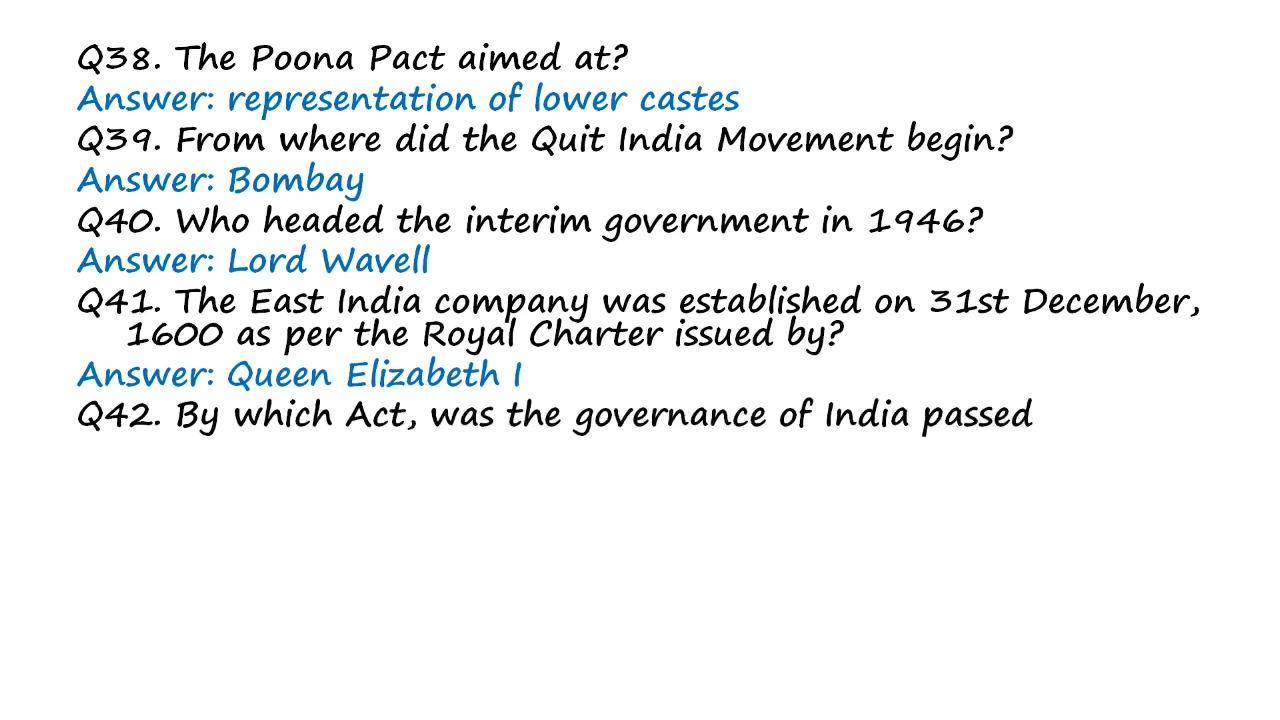 Q38. The Poona Pact aimed at?
Answer: representation of lower castes
Q39. From where did the Quit India Movement begin?
Answer: Bombay
Q40. Who headed the interim government in 1946?
Answer: Lord Wavell
Q41. The East India company was established on 31st December,
1600 as per the Royal Charter issued by?
Answer: Queen Elizabeth I
Q42. By which Act, was the governance of India passed